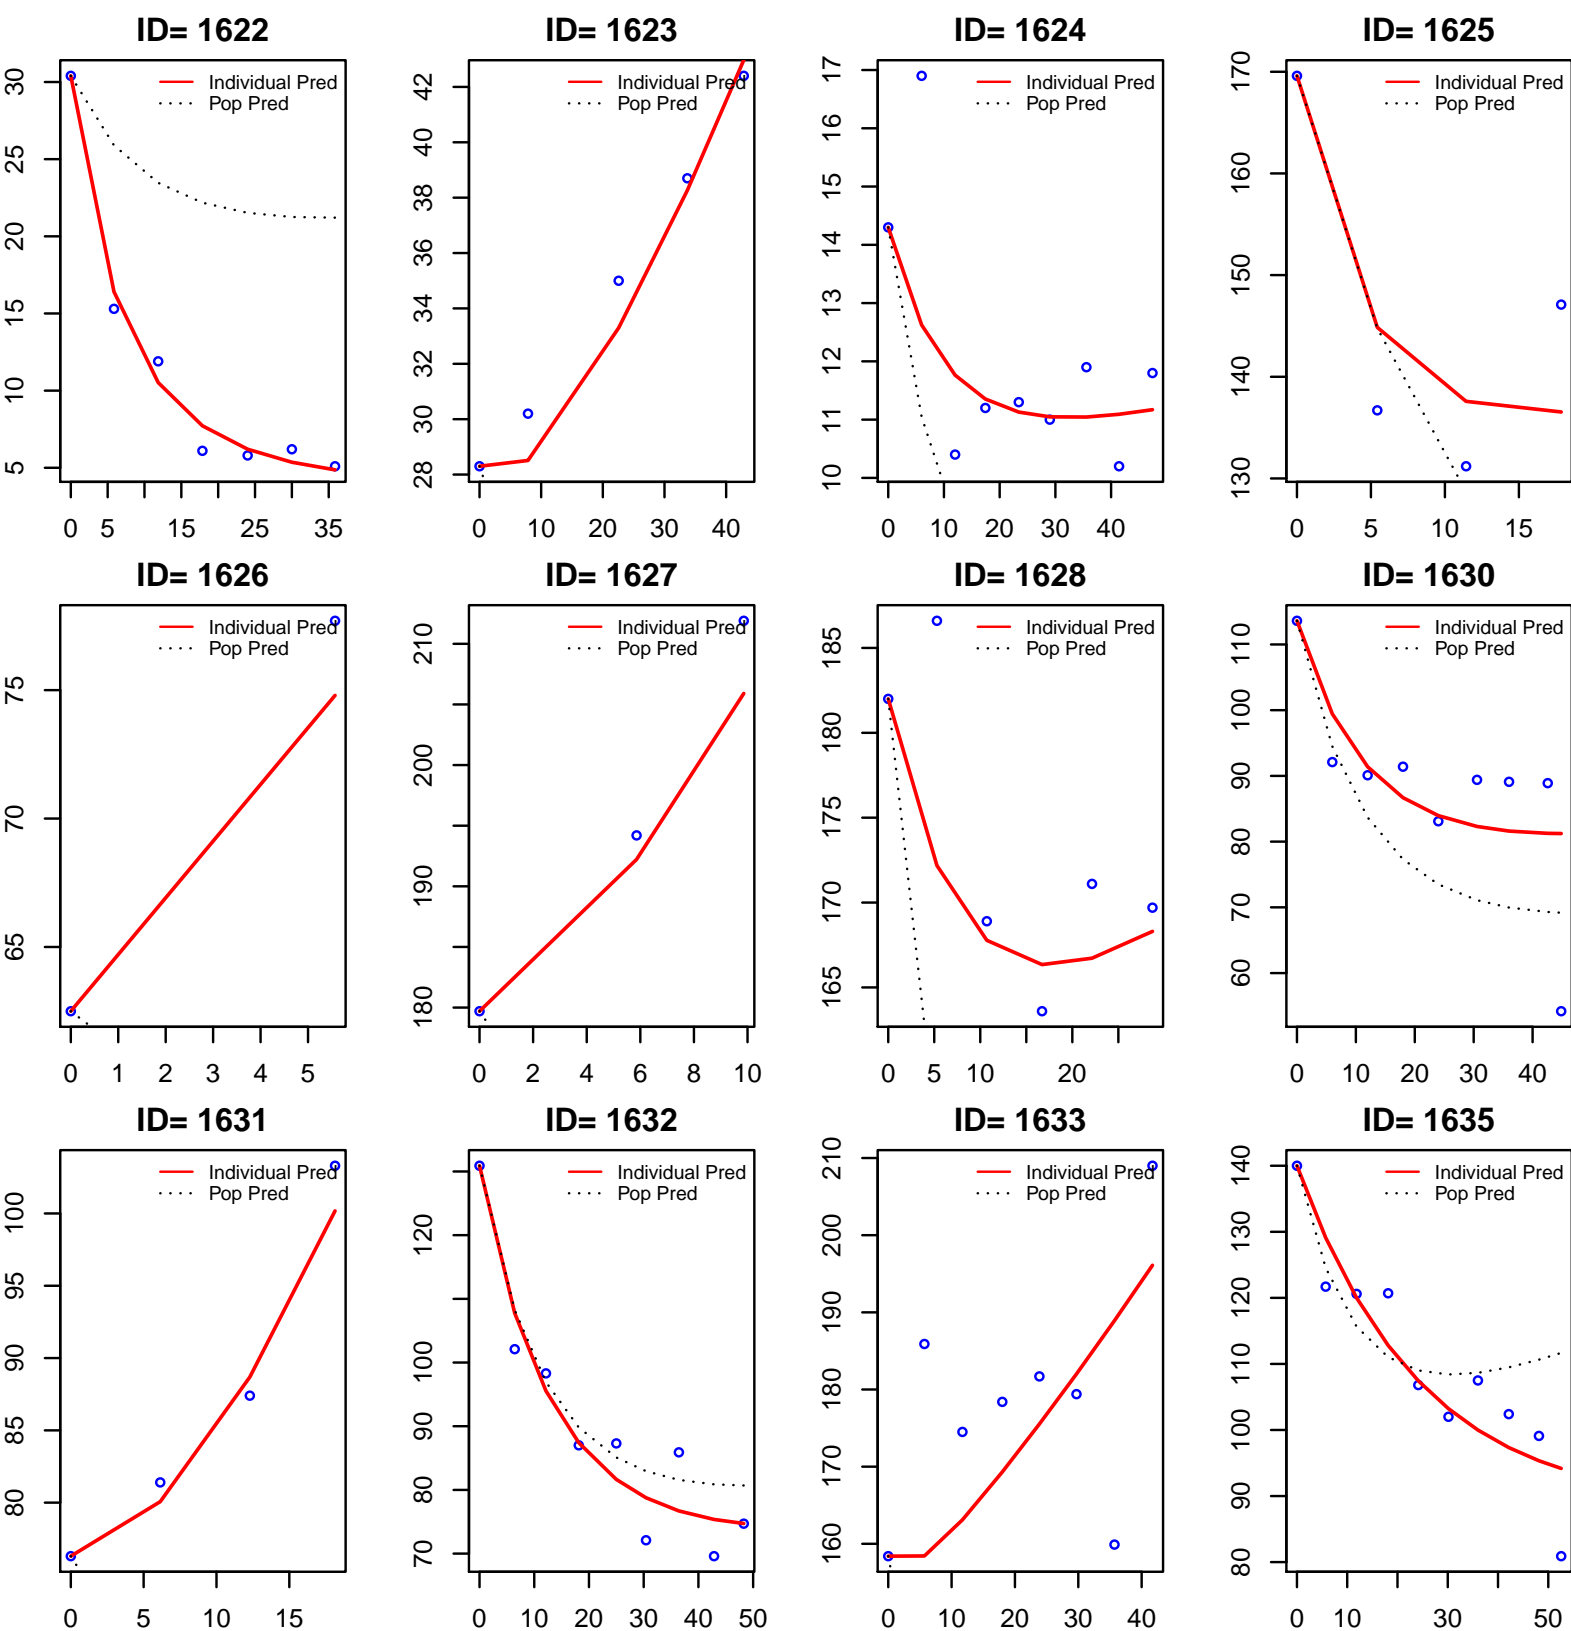 ID= 1622
ID= 1623
ID= 1624
ID= 1625
Individual Pred
Pop Pred
Individual Pred
Pop Pred
Individual Pred
Pop Pred
Individual Pred
Pop Pred
5 10 15 20 25 30
28 30 32 34 36 38 40 42
10 11 12 13 14 15 16 17
130 140 150 160 170
0 5 15 25 35
0 10 20 30 40
0 10 20 30 40
0 5 10 15
ID= 1626
ID= 1627
ID= 1628
ID= 1630
Individual Pred
Pop Pred
Individual Pred
Pop Pred
Individual Pred
Pop Pred
Individual Pred
Pop Pred
65 70 75
180 190 200 210
165 170 175 180 185
60 70 80 90 100 110
0 1 2 3 4 5
0 2 4 6 8 10
0 5 10 20
0 10 20 30 40
ID= 1631
ID= 1632
ID= 1633
ID= 1635
Individual Pred
Pop Pred
Individual Pred
Pop Pred
Individual Pred
Pop Pred
Individual Pred
Pop Pred
80 85 90 95 100
70 80 90 100 120
160 170 180 190 200 210
80 90 100 110 120 130 140
0 5 10 15
0 10 20 30 40 50
0 10 20 30 40
0 10 30 50